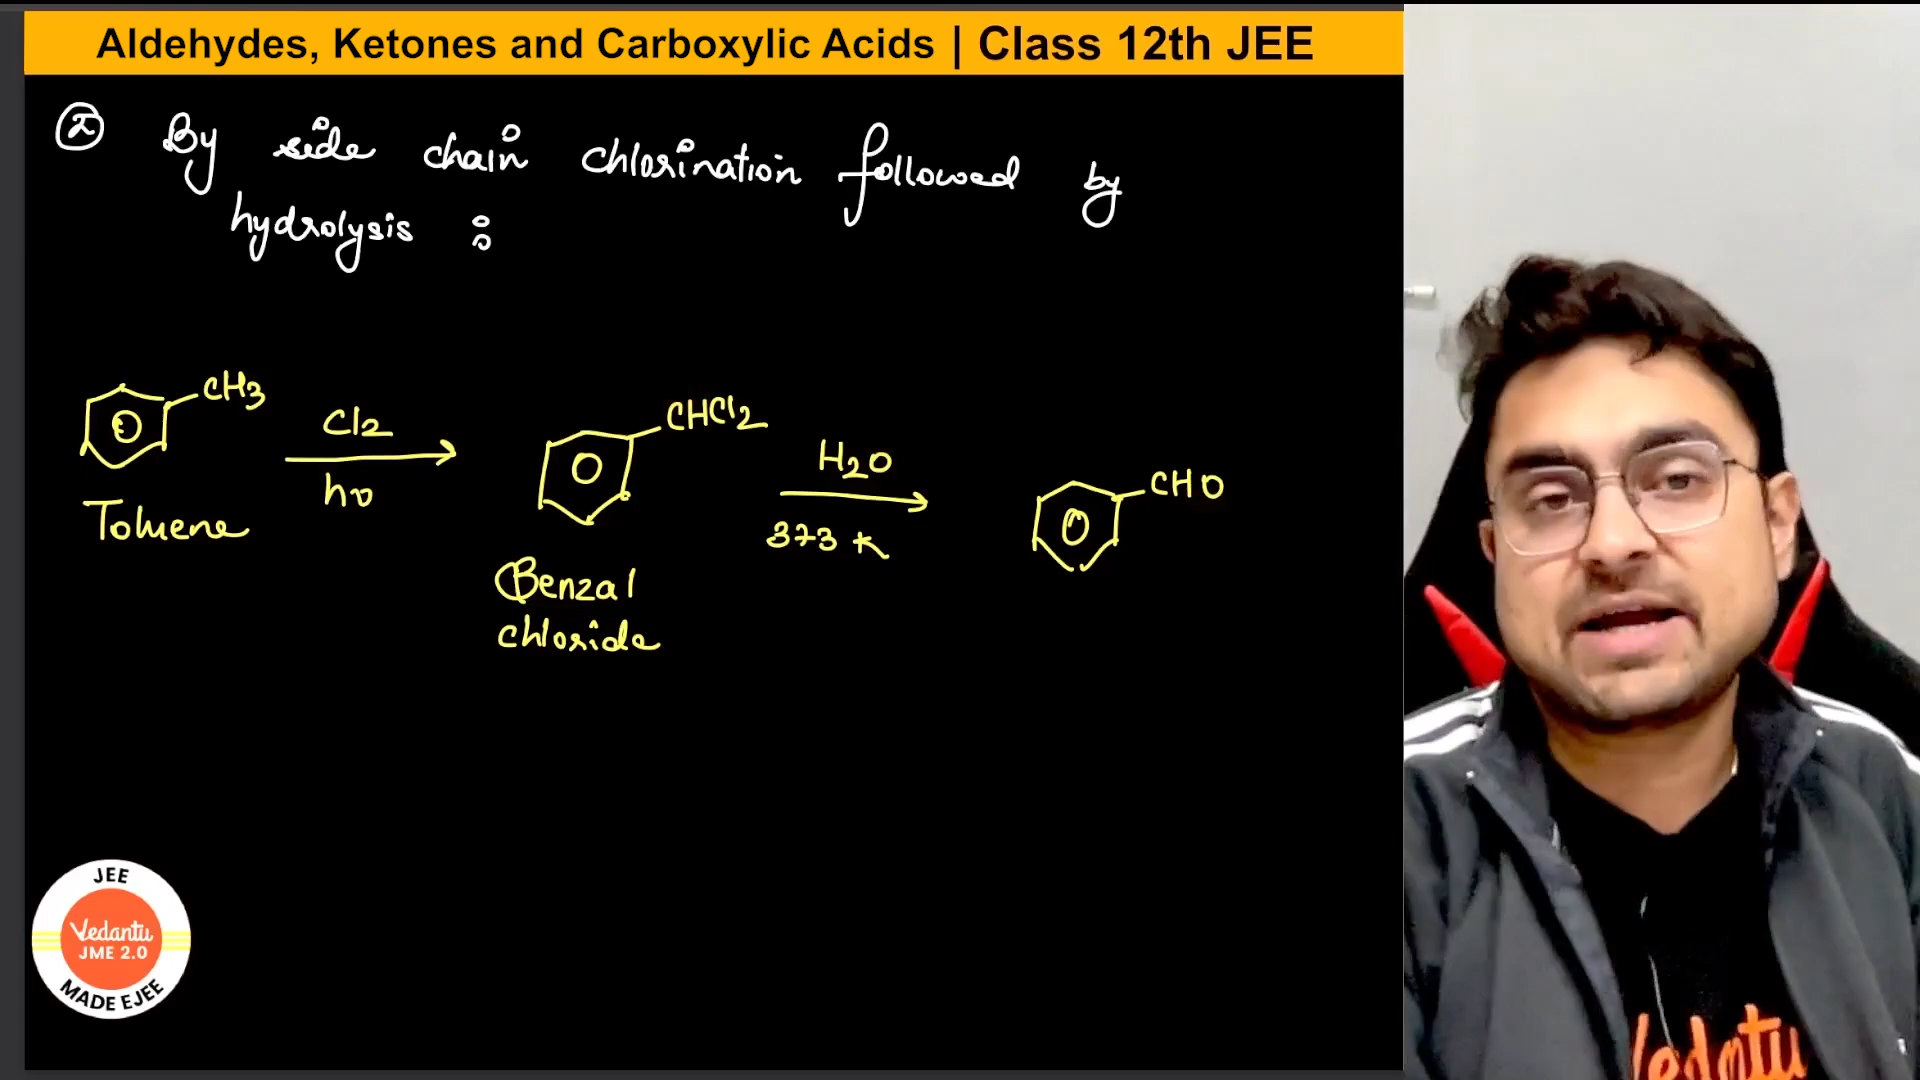 Aldehydes, Ketones and Carboxylic Acids | Class 12th JEE
② By side chain chlorination followed by
hydrolysis :
CH3
Cl2
hν
Toluene
CHCl2
Benzal
chloride
H2O
373 K
CHO
JEE
Vedantu
JME 2.0
MADE EJEE
Vedantu